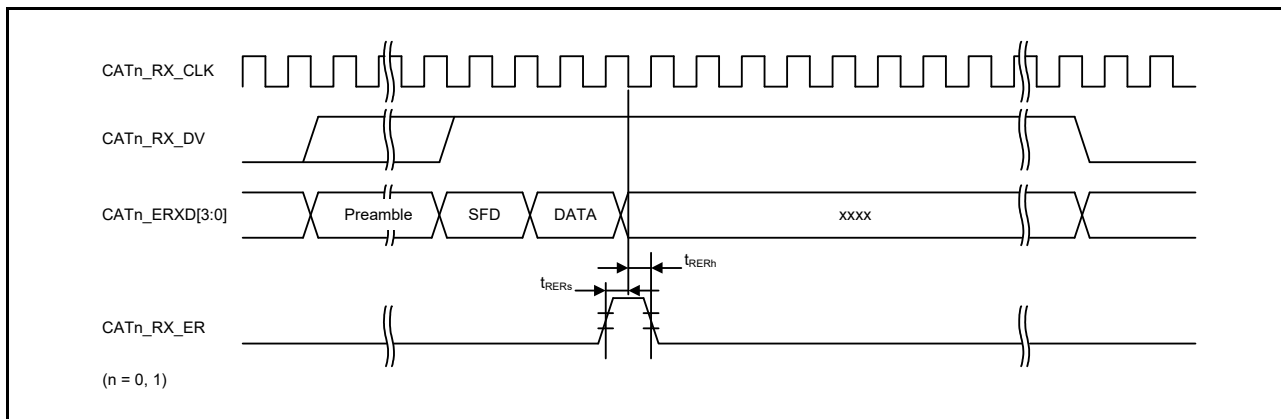 CATn_RX_CLK
CATn_RX_DV
CATn_ERXD[3:0]
Preamble SFD DATA xxxx
tRERh
tRERs
CATn_RX_ER
(n = 0, 1)